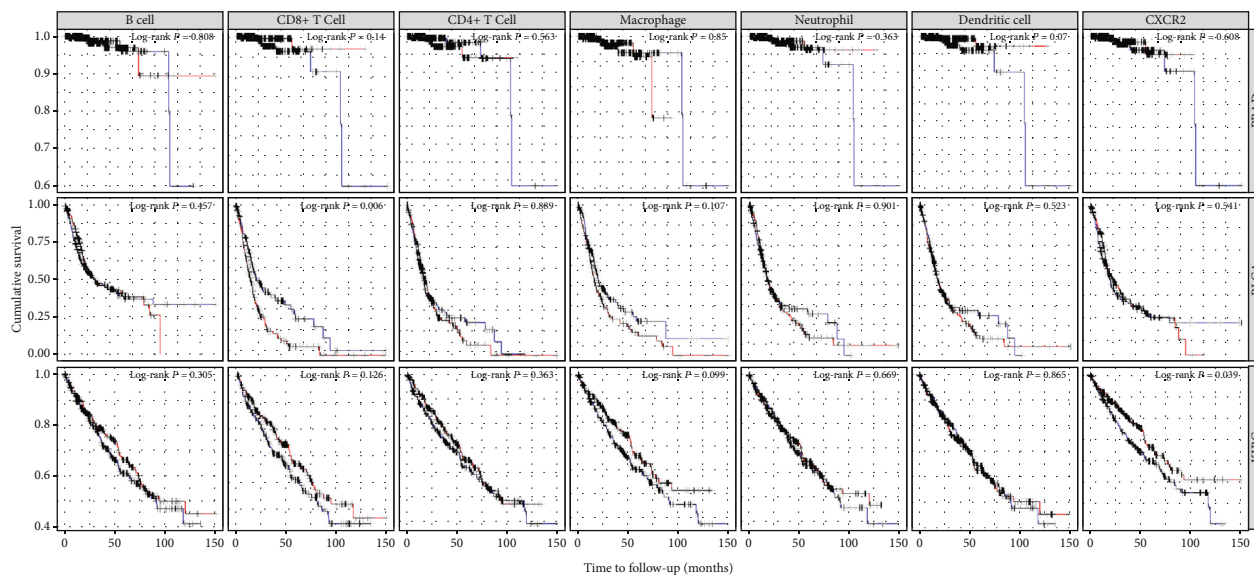 B cell CD8+ T Cell CD4+ T Cell Macrophage Neutrophil Dendritic cell CXCR2
1.0 Log-rank P = 0.808 Log-rank P = 0.14 Log-rank P = 0.563 Log-rank P = 0.85 Log-rank P = 0.363 Log-rank P = 0.07 Log-rank P = 0.608
0.9
0.8
0.7
0.6
1.00 Log-rank P = 0.457 Log-rank P = 0.006 Log-rank P = 0.889 Log-rank P = 0.107 Log-rank P = 0.901 Log-rank P = 0.523 Log-rank P = 0.541
0.75
0.50
0.25
0.00
Cumulative survival
1.0 Log-rank P = 0.305 Log-rank P = 0.126 Log-rank P = 0.363 Log-rank P = 0.099 Log-rank P = 0.669 Log-rank P = 0.865 Log-rank P = 0.039
0.8
0.6
0.4
0 50 100 150 0 50 100 150 0 50 100 150 0 50 100 150 0 50 100 150 0 50 100 150 0 50 100 150
Time to follow-up (months)